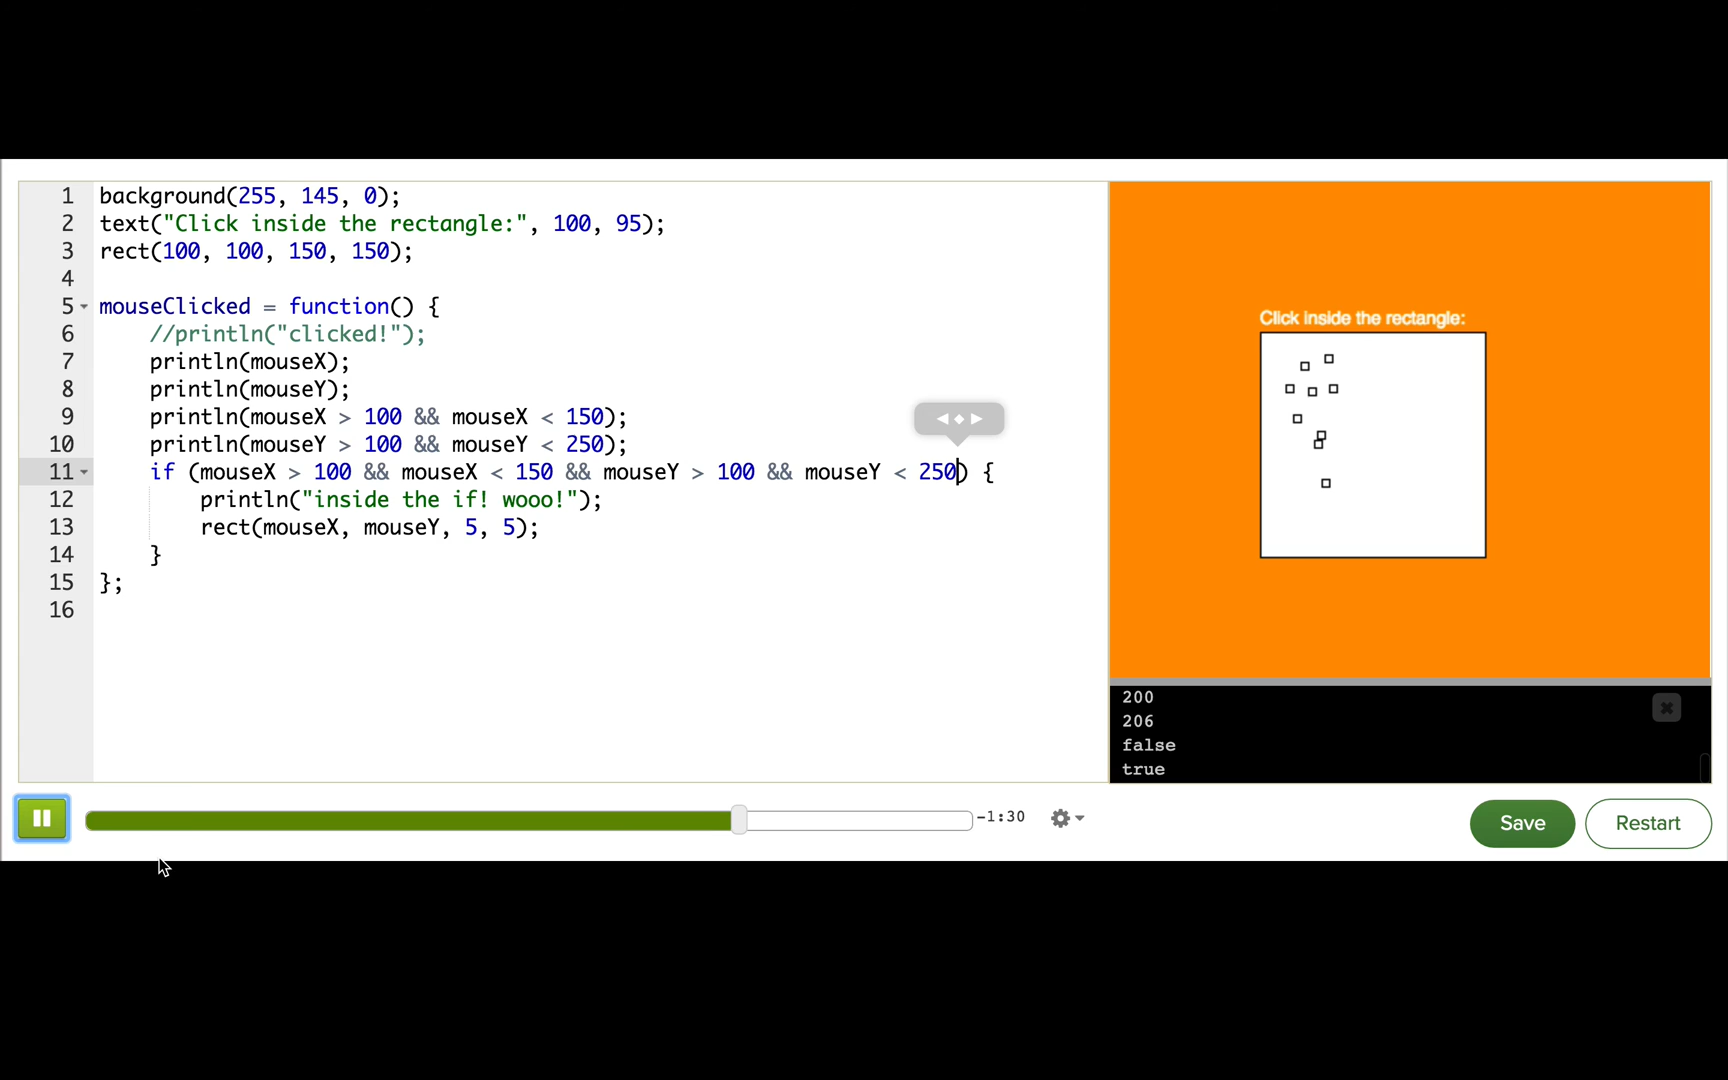 1 background(255, 145, 0);
2 text("Click inside the rectangle:", 100, 95);
3 rect(100, 100, 150, 150);
4
5 mouseClicked = function() {
6 //println("clicked!");
7 println(mouseX);
8 println(mouseY);
9 println(mouseX > 100 && mouseX < 150);
10 println(mouseY > 100 && mouseY < 250);
11 if (mouseX > 100 && mouseX < 150 && mouseY > 100 && mouseY < 250) {
12 println("inside the if! wooo!");
13 rect(mouseX, mouseY, 5, 5);
14 }
15 };
16
Click inside the rectangle:
200
206
false
true
-1:30
Save
Restart